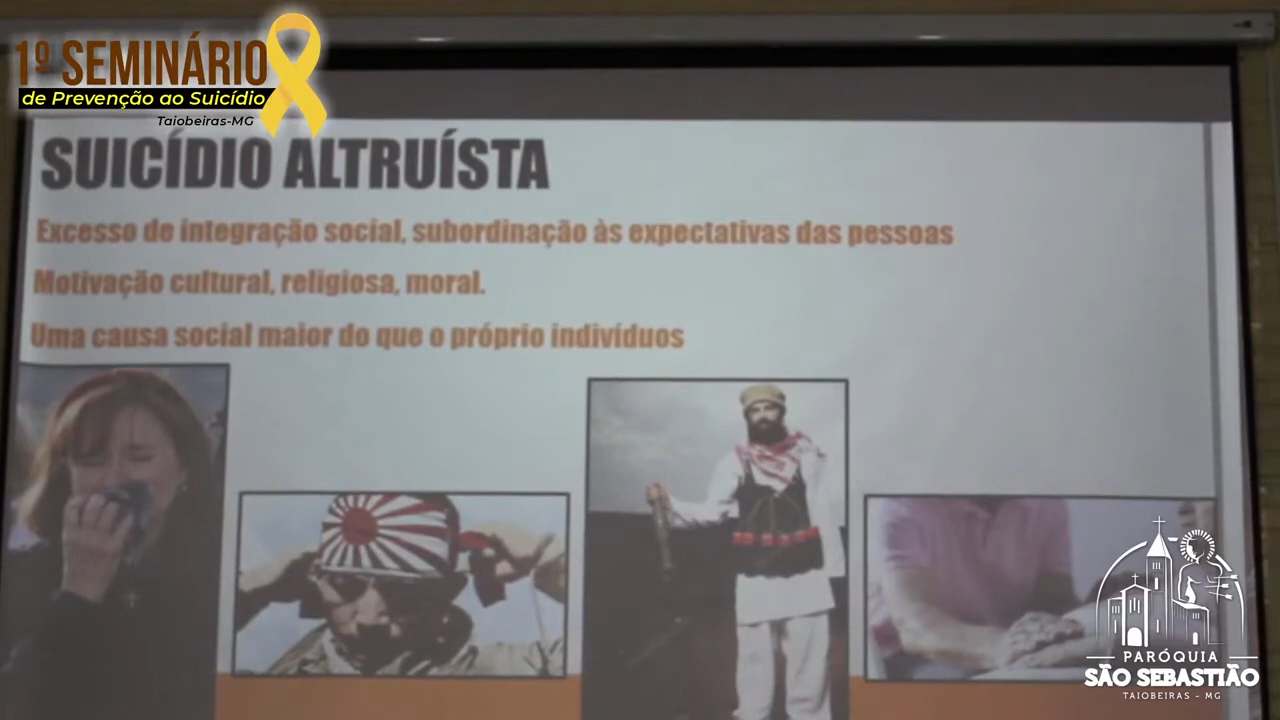 1º SEMINÁRIO
de Prevenção ao Suicídio
Taiobeiras-MG
SUICÍDIO ALTRUÍSTA
Excesso de integração social, subordinação às expectativas das pessoas
Motivação cultural, religiosa, moral.
Uma causa social maior do que o próprio indivíduos
PARÓQUIA
SÃO SEBASTIÃO
TAIOBEIRAS - MG